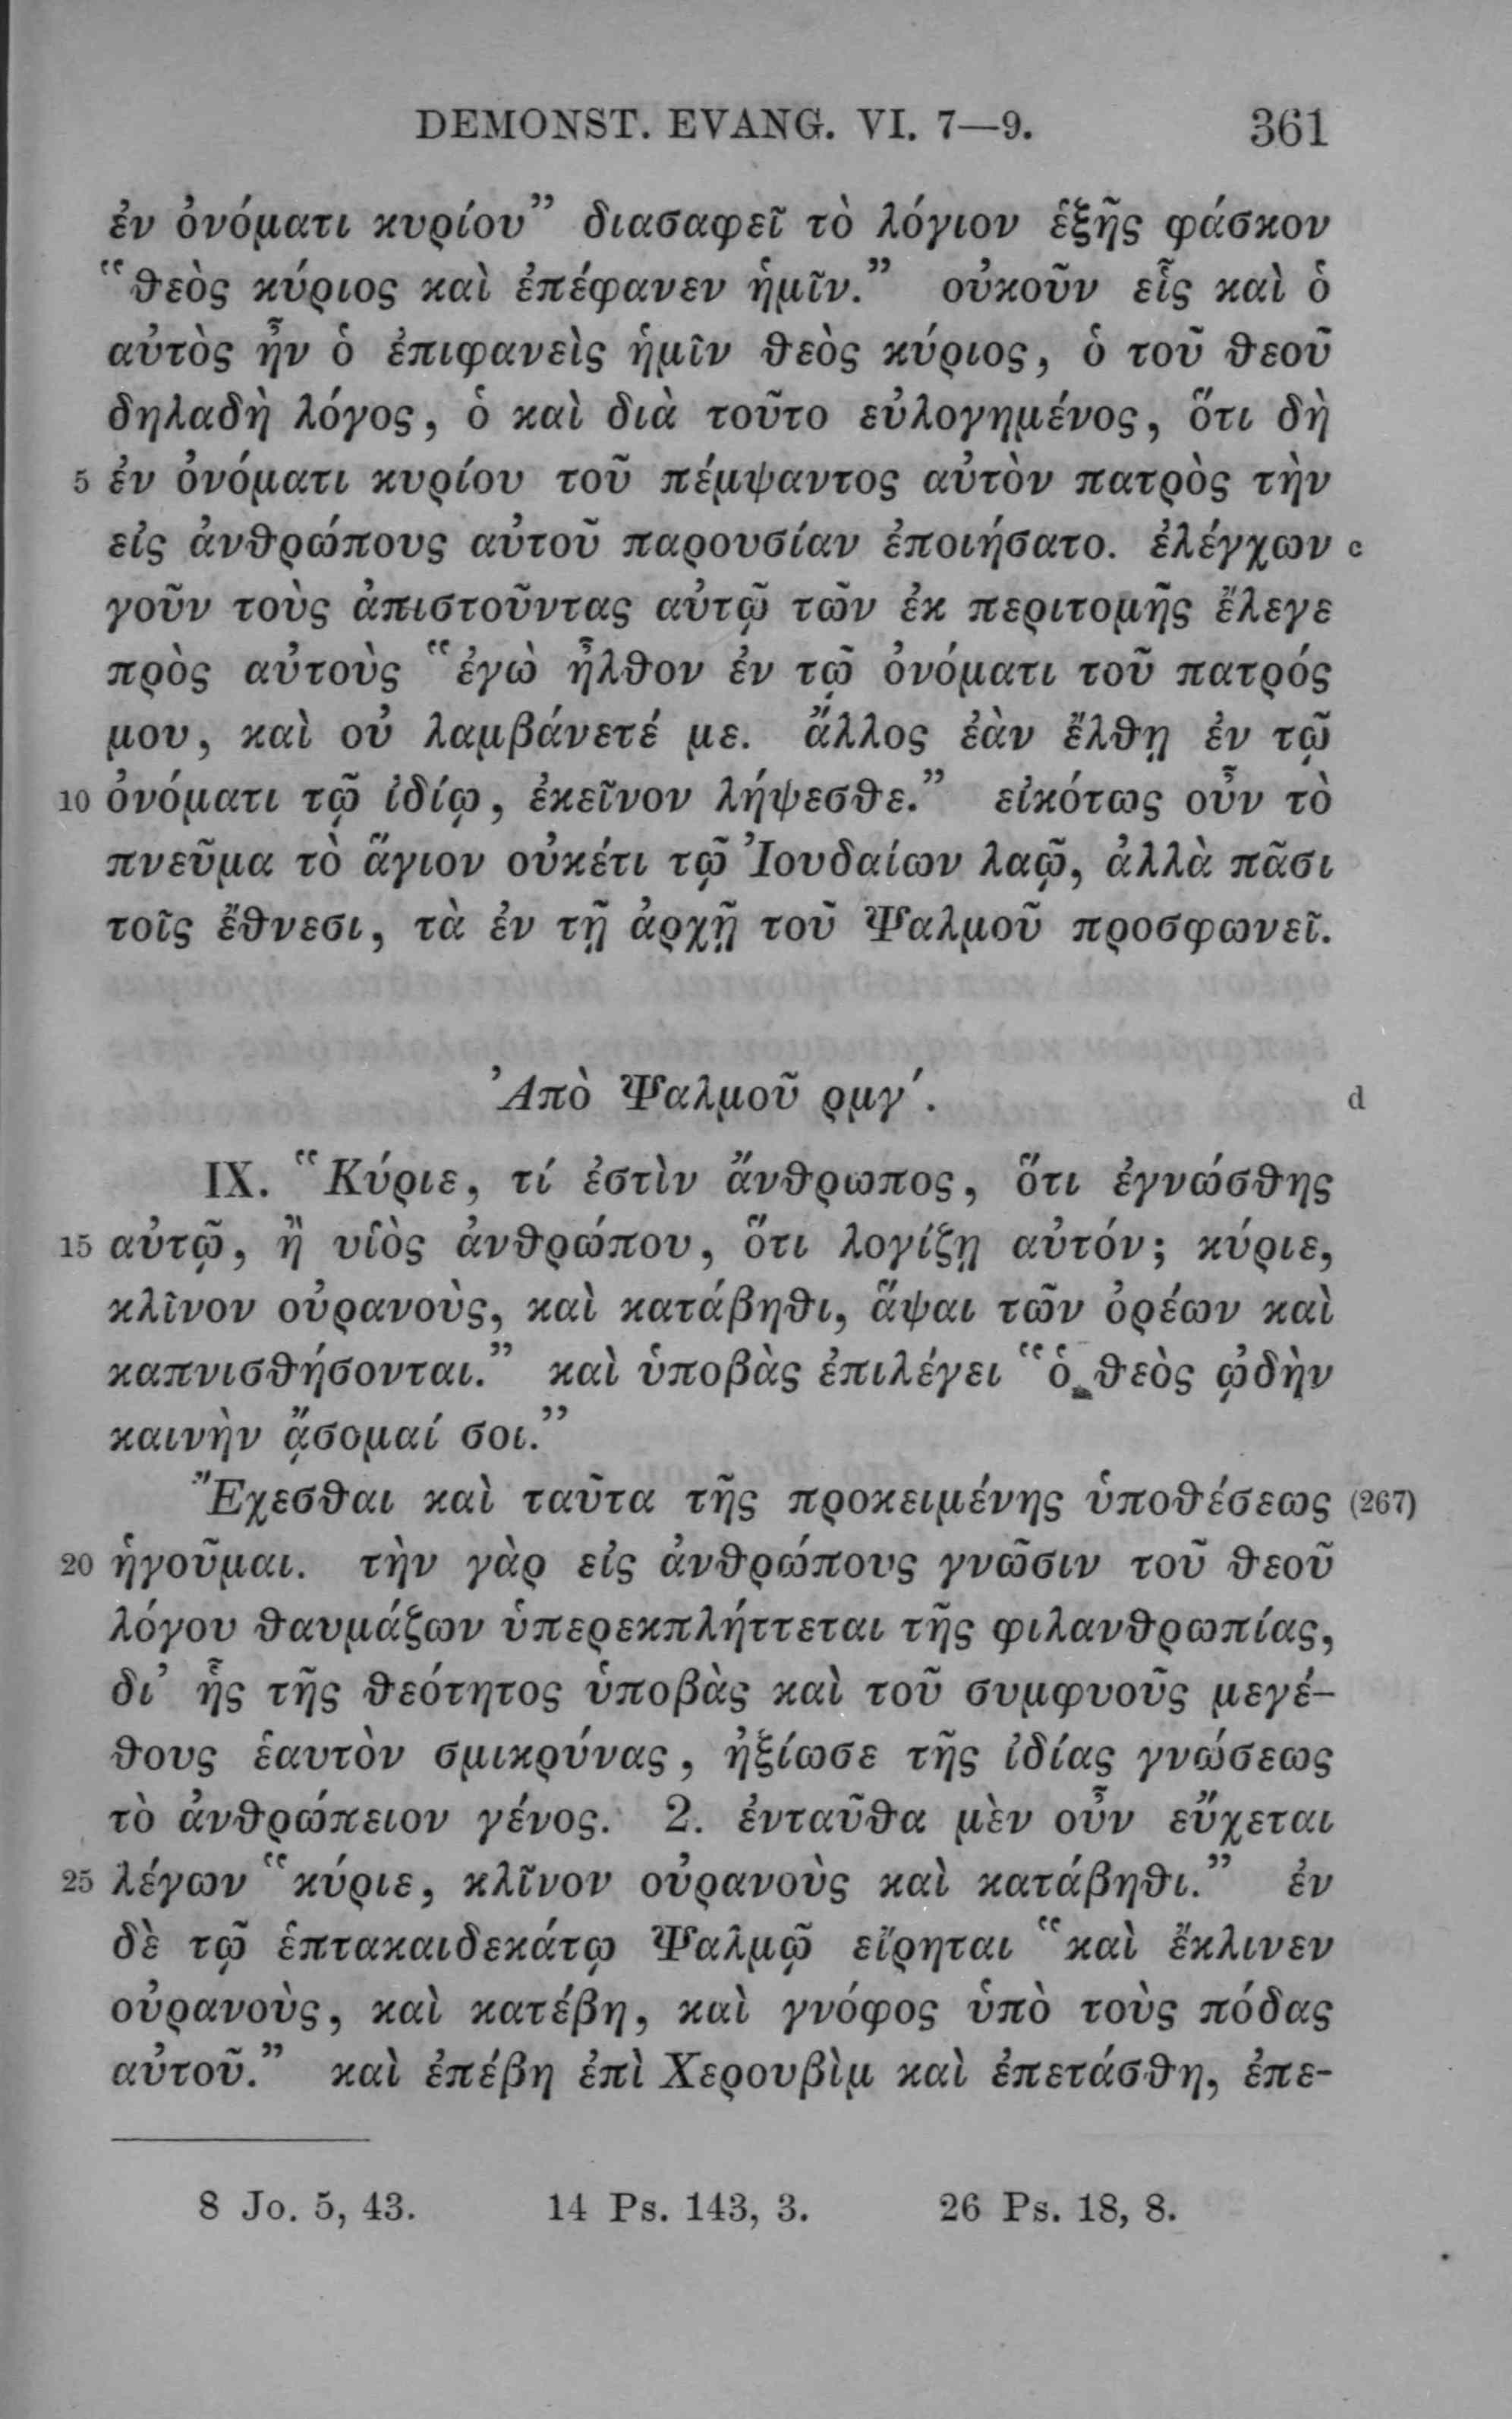 DEMONST. EVANG. VI. 7—9. 361
ἐν ὀνόματι κυρίου” διασαφεῖ τὸ λόγιον ἑξῆς φάσκον
“θεὸς κύριος καὶ ἐπέφανεν ἡμῖν.” οὐκοῦν εἷς καὶ ὁ
αὐτὸς ἦν ὁ ἐπιφανεὶς ἡμῖν θεὸς κύριος, ὁ τοῦ θεοῦ
δηλαδὴ λόγος, ὁ καὶ διὰ τοῦτο εὐλογημένος, ὅτι δὴ
5 ἐν ὀνόματι κυρίου τοῦ πέμψαντος αὐτὸν πατρὸς τὴν
εἰς ἀνθρώπους αὐτοῦ παρουσίαν ἐποιήσατο. ἐλέγχων c
γοῦν τοὺς ἀπιστοῦντας αὐτῷ τῶν ἐκ περιτομῆς ἔλεγε
πρὸς αὐτοὺς “ἐγὼ ἦλθον ἐν τῷ ὀνόματι τοῦ πατρός
μου, καὶ οὐ λαμβάνετέ με. ἄλλος ἐὰν ἔλθῃ ἐν τῷ
10 ὀνόματι τῷ ἰδίῳ, ἐκεῖνον λήψεσθε.” εἰκότως οὖν τὸ
πνεῦμα τὸ ἅγιον οὐκέτι τῷ Ἰουδαίων λαῷ, ἀλλὰ πᾶσι
τοῖς ἔθνεσι, τὰ ἐν τῇ ἀρχῇ τοῦ Ψαλμοῦ προσφωνεῖ.
Ἀπὸ Ψαλμοῦ ρμγ′. d
IX. “Κύριε, τί ἐστὶν ἄνθρωπος, ὅτι ἐγνώσθης
15 αὐτῷ, ἢ υἱὸς ἀνθρώπου, ὅτι λογίζῃ αὐτόν; κύριε,
κλῖνον οὐρανοὺς, καὶ κατάβηθι, ἅψαι τῶν ὀρέων καὶ
καπνισθήσονται.” καὶ ὑποβὰς ἐπιλέγει “ὁ θεὸς ᾠδὴν
καινὴν ᾄσομαί σοι.”
Ἔχεσθαι καὶ ταῦτα τῆς προκειμένης ὑποθέσεως (267)
20 ἡγοῦμαι. τὴν γὰρ εἰς ἀνθρώπους γνῶσιν τοῦ θεοῦ
λόγου θαυμάζων ὑπερεκπλήττεται τῆς φιλανθρωπίας,
δι’ ἧς τῆς θεότητος ὑποβὰς καὶ τοῦ συμφυοῦς μεγέ-
θους ἑαυτὸν σμικρύνας, ἠξίωσε τῆς ἰδίας γνώσεως
τὸ ἀνθρώπειον γένος. 2. ἐνταῦθα μὲν οὖν εὔχεται
25 λέγων “κύριε, κλῖνον οὐρανοὺς καὶ κατάβηθι.” ἐν
δὲ τῷ ἑπτακαιδεκάτῳ Ψαλμῷ εἴρηται “καὶ ἔκλινεν
οὐρανοὺς, καὶ κατέβη, καὶ γνόφος ὑπὸ τοὺς πόδας
αὐτοῦ.” καὶ ἐπέβη ἐπὶ Χερουβὶμ καὶ ἐπετάσθη, ἐπε-
8 Jo. 5, 43. 14 Ps. 143, 3. 26 Ps. 18, 8.